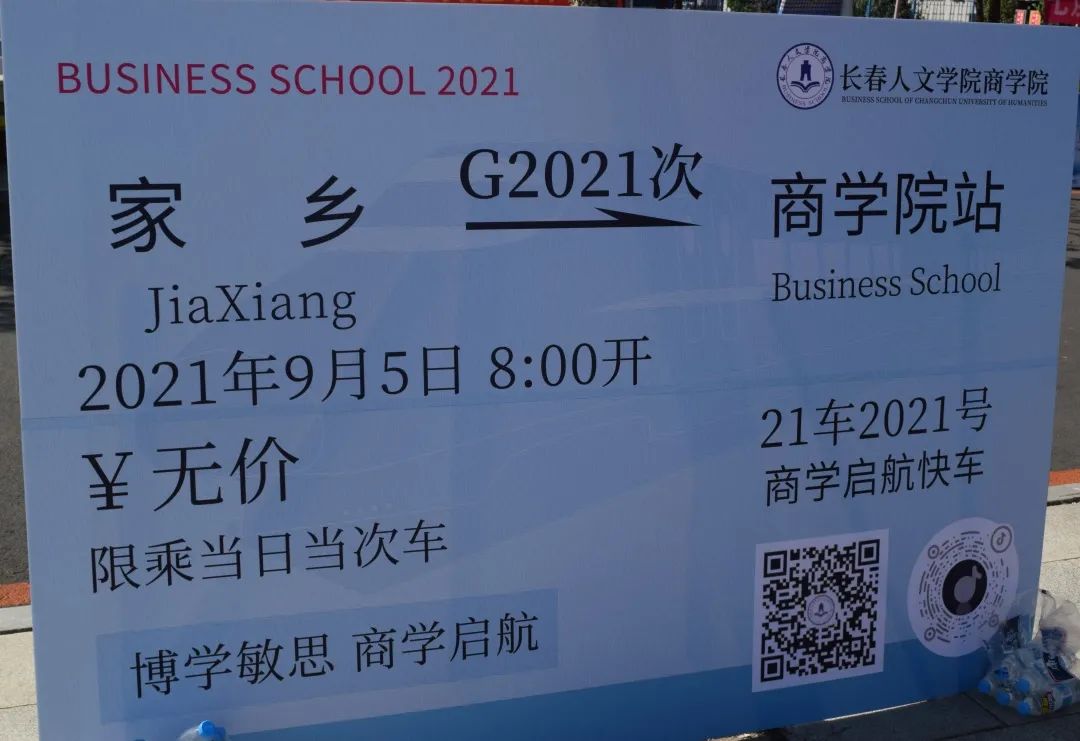 BUSINESS SCHOOL 2021
长春人文学院商学院
BUSINESS SCHOOL OF CHANGCHUN UNIVERSITY OF HUMANITIES
家 乡
G2021次
商学院站
JiaXiang
Business School
2021年9月5日 8:00开
21车2021号
¥无价
商学启航快车
限乘当日当次车
博学敏思 商学启航